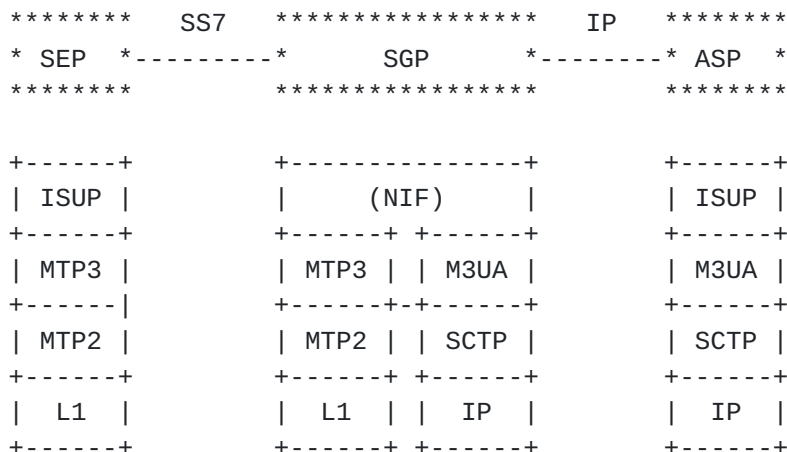 ********   SS7   *****************   IP   ********
* SEP  *---------*      SGP        *--------* ASP  *
********         *****************        ********

+------+         +---------------+        +------+
| ISUP |         |     (NIF)     |        | ISUP |
+------+         +------+ +------+        +------+
| MTP3 |         | MTP3 | | M3UA |        | M3UA |
+------|         +------+-+------+        +------+
| MTP2 |         | MTP2 | | SCTP |        | SCTP |
+------+         +------+ +------+        +------+
|  L1  |         |  L1  | |  IP  |        |  IP  |
+------+         +------+ +------+        +------+